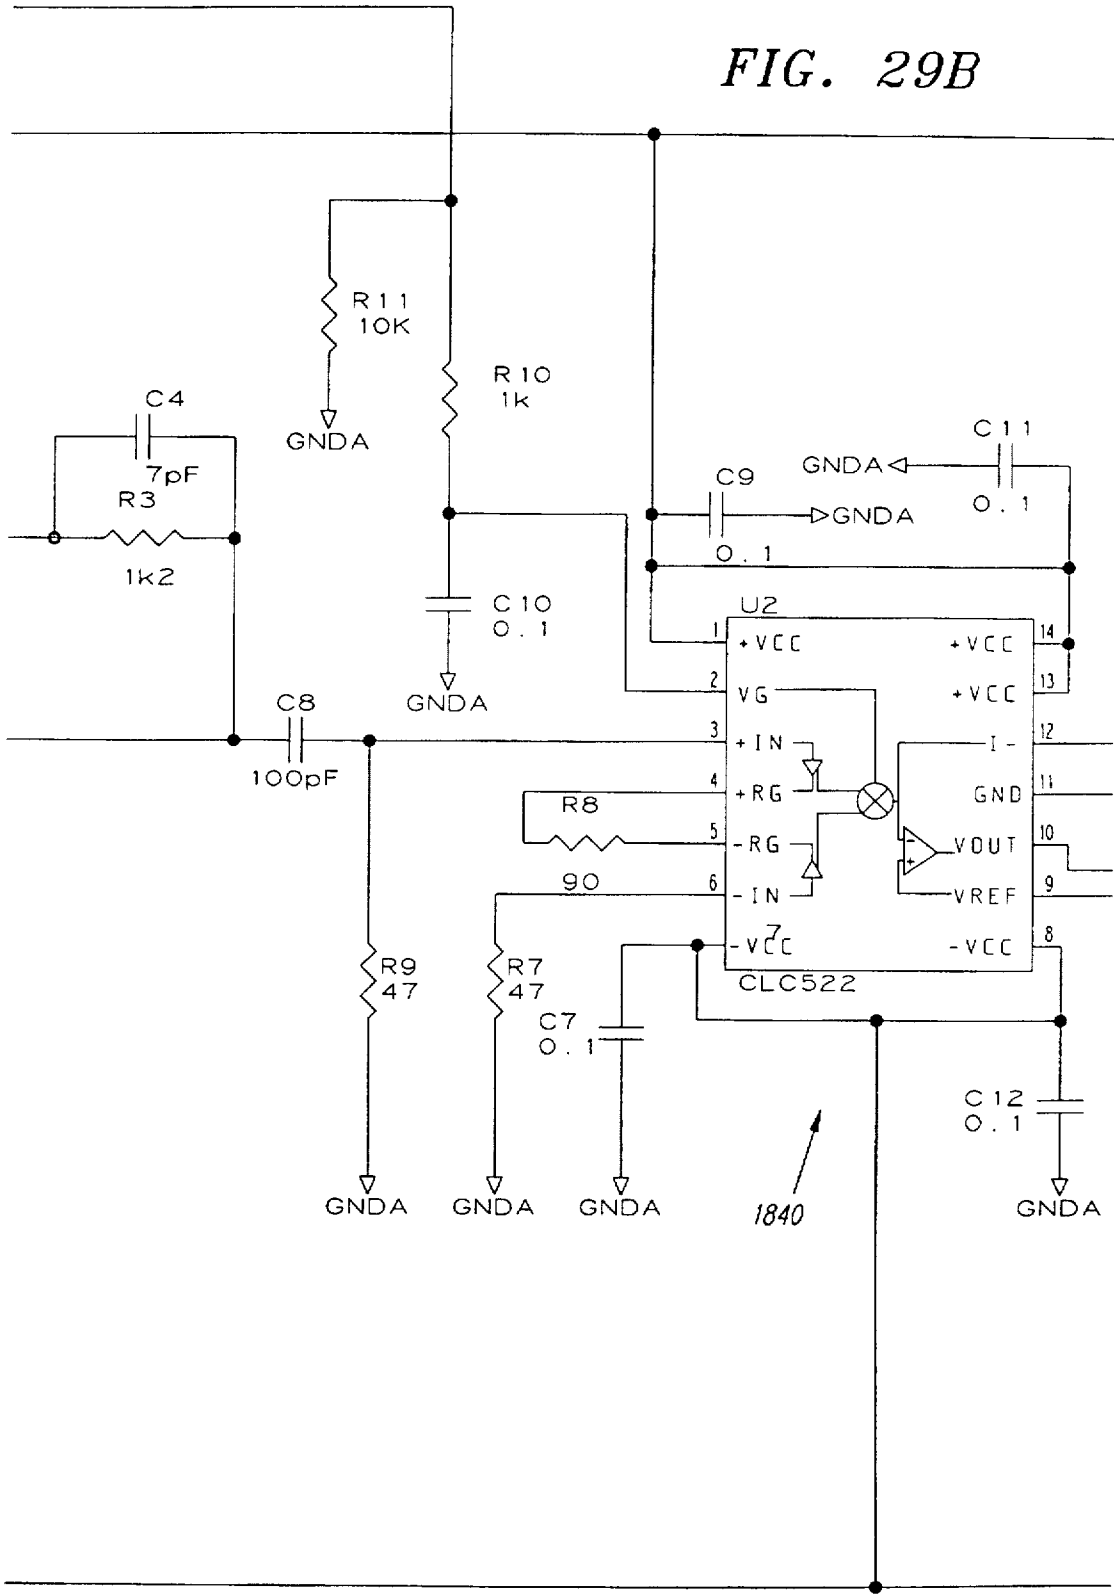 FIG. 29B
R11
10K
R10
1k
C4
7pF
GNDA
C11
GNDA
0.1
C9
GNDA
0.1
R3
1k2
C10
0.1
GNDA
U2
1
+VCC
+VCC
14
2
VG
+VCC
13
C8
100pF
3
+IN
I-
12
4
+RG
GND
11
R8
90
5
-RG
VOUT
10
6
-IN
VREF
9
7
-VCC
-VCC
8
CLC522
R9
47
R7
47
C7
0.1
C12
0.1
GNDA
GNDA
GNDA
GNDA
1840